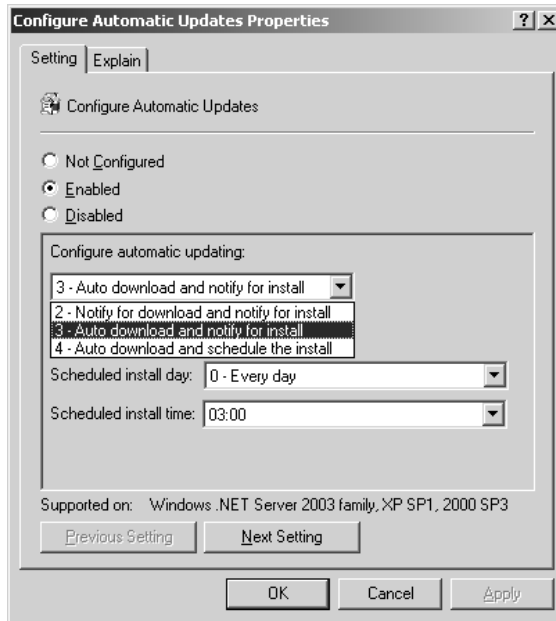 Configure Automatic Updates Properties
Setting Explain
Configure Automatic Updates
Not Configured
Enabled
Disabled
Configure automatic updating:
3 - Auto download and notify for install
2 - Notify for download and notify for install
3 - Auto download and notify for install
4 - Auto download and schedule the install
Scheduled install day: 0 - Every day
Scheduled install time: 03:00
Supported on: Windows .NET Server 2003 family, XP SP1, 2000 SP3
Previous Setting Next Setting
OK Cancel Apply